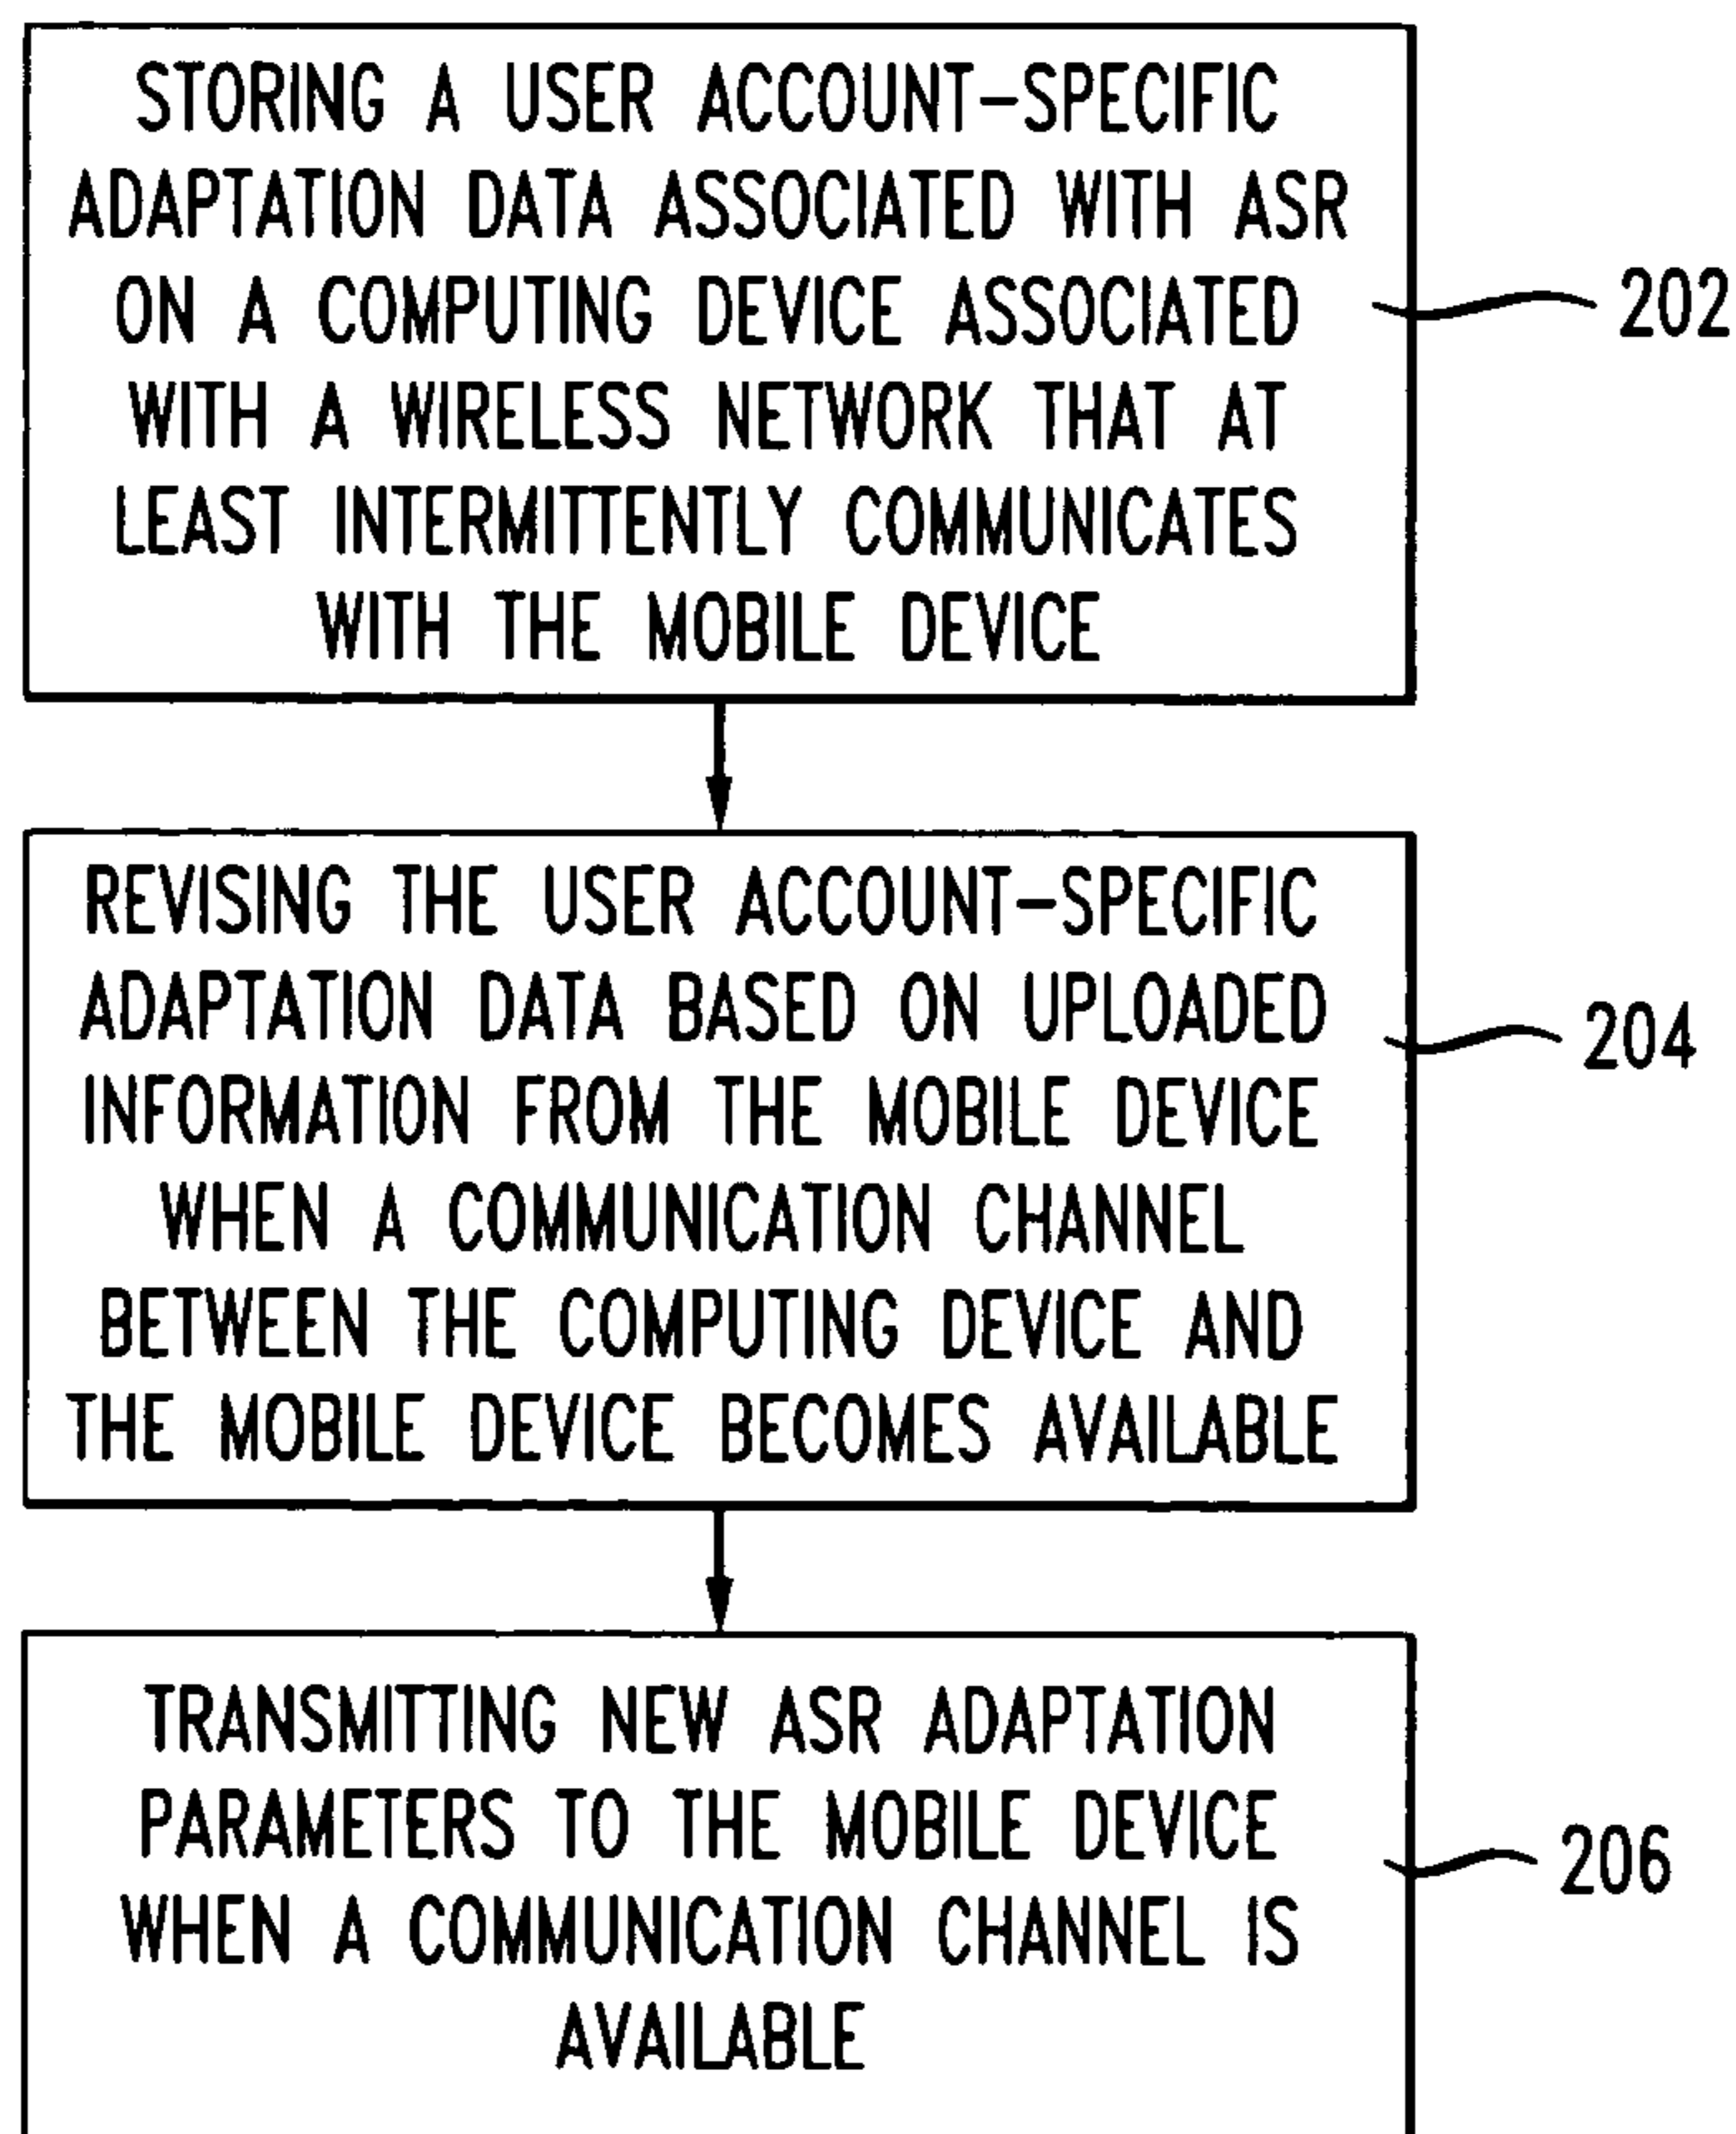 STORING A USER ACCOUNT-SPECIFIC
ADAPTATION DATA ASSOCIATED WITH ASR
ON A COMPUTING DEVICE ASSOCIATED
WITH A WIRELESS NETWORK THAT AT
LEAST INTERMITTENTLY COMMUNICATES
WITH THE MOBILE DEVICE
202
REVISING THE USER ACCOUNT-SPECIFIC
ADAPTATION DATA BASED ON UPLOADED
INFORMATION FROM THE MOBILE DEVICE
WHEN A COMMUNICATION CHANNEL
BETWEEN THE COMPUTING DEVICE AND
THE MOBILE DEVICE BECOMES AVAILABLE
204
TRANSMITTING NEW ASR ADAPTATION
PARAMETERS TO THE MOBILE DEVICE
WHEN A COMMUNICATION CHANNEL IS
AVAILABLE
206